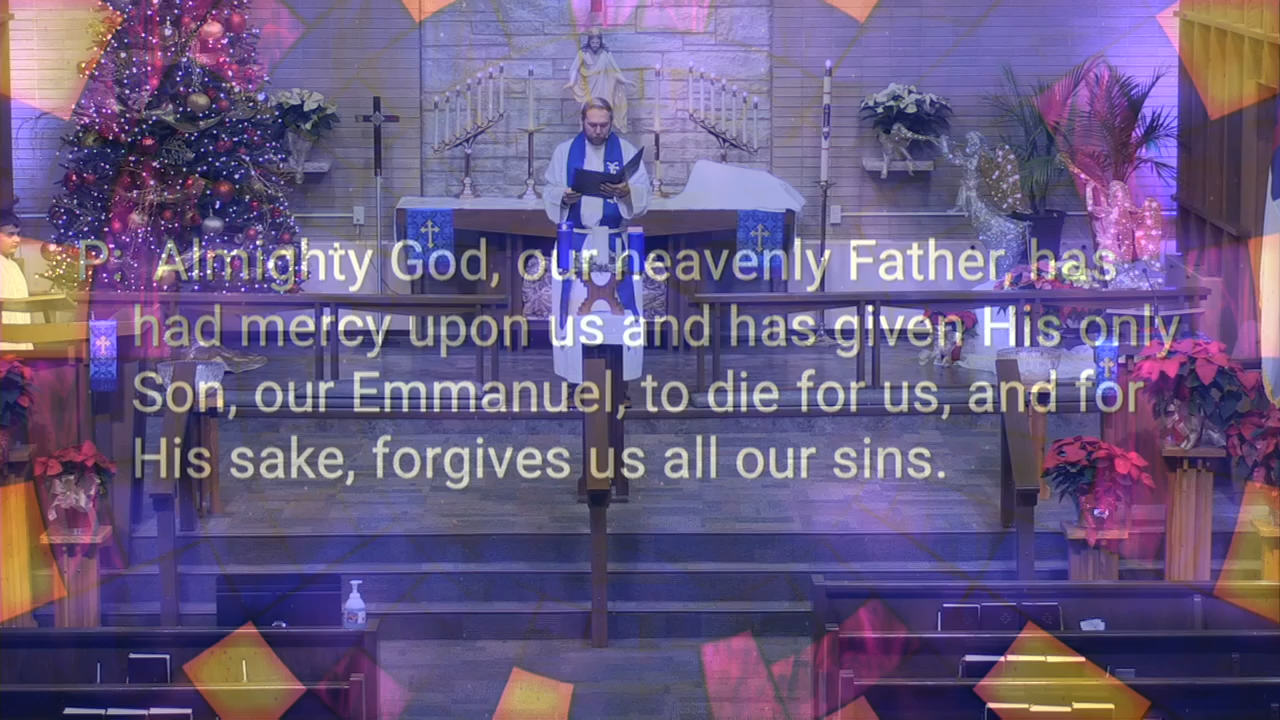 P: Almighty God, our heavenly Father, has
had mercy upon us and has given His only
Son, our Emmanuel, to die for us, and for
His sake, forgives us all our sins.